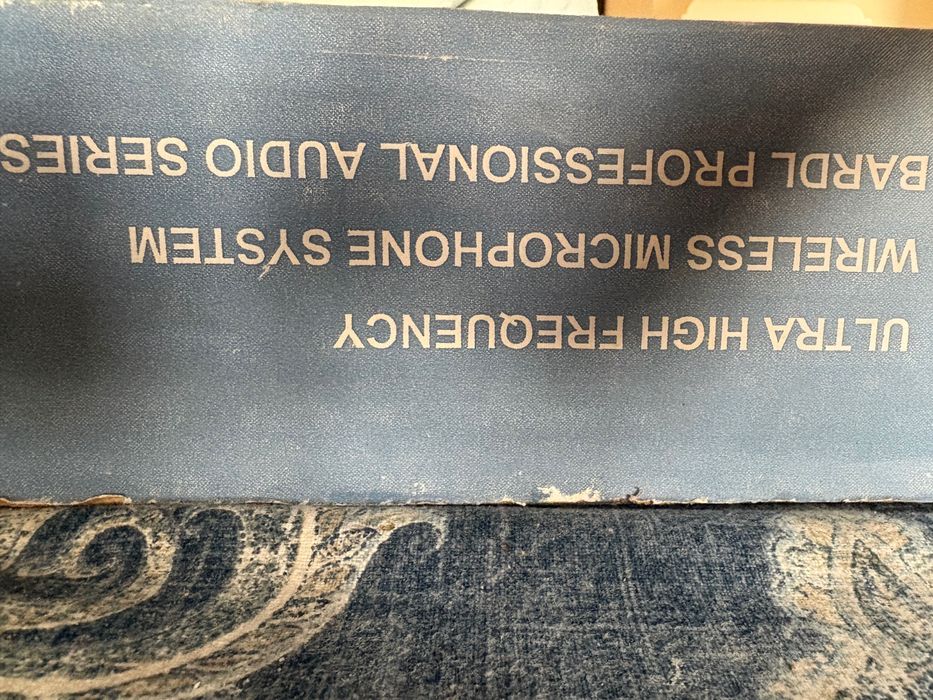 ULTRA HIGH FREQUENCY
WIRELESS MICROPHONE SYSTEM
BARDL PROFESSIONAL AUDIO SERIES